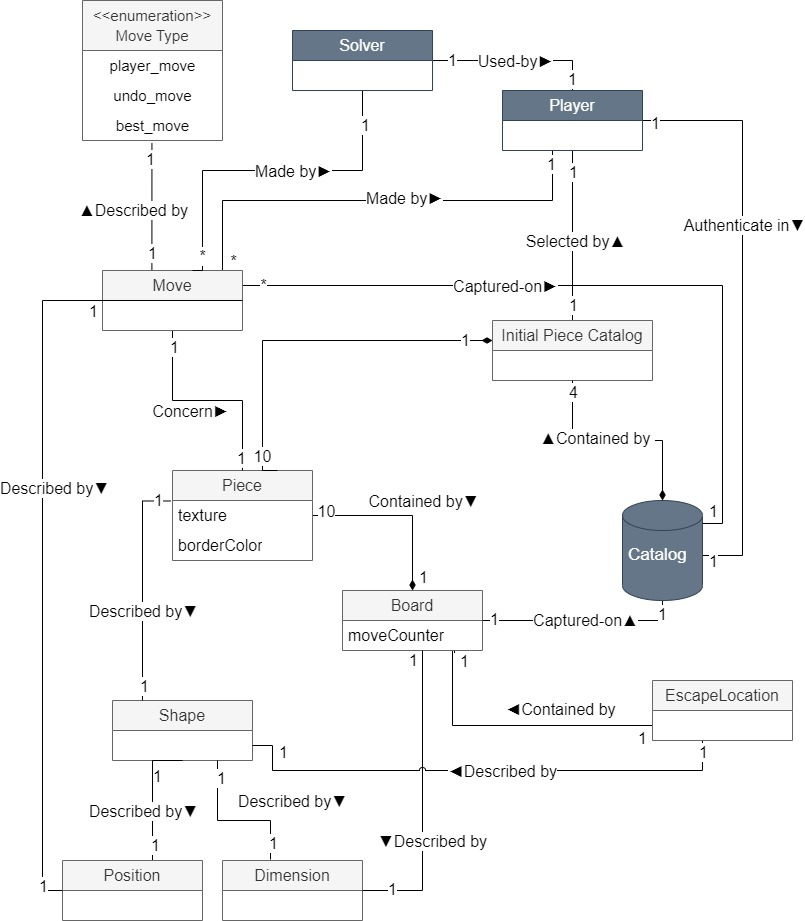 <<enumeration>>
Move Type
player_move
undo_move
best_move
Solver
1
Used-by▶
1
Player
1
1
▲Described by
1
1
Made by▶
*
Made by▶
*
1
1
Selected by▲
1
Authenticate in▼
1
Move
1
*
Captured-on▶
1
Initial Piece Catalog
1
10
4
▲Contained by
1
Concern▶
1
Described by▼
1
Piece
texture
borderColor
1
10
Contained by▼
1
Catalog
Board
moveCounter
1
Captured-on▲
1
Described by▼
1
Shape
1
1
1
EscapeLocation
◀Contained by
1
1
◀Described by
1
Described by▼
1
1
Described by▼
1
▼Described by
1
Position
Dimension